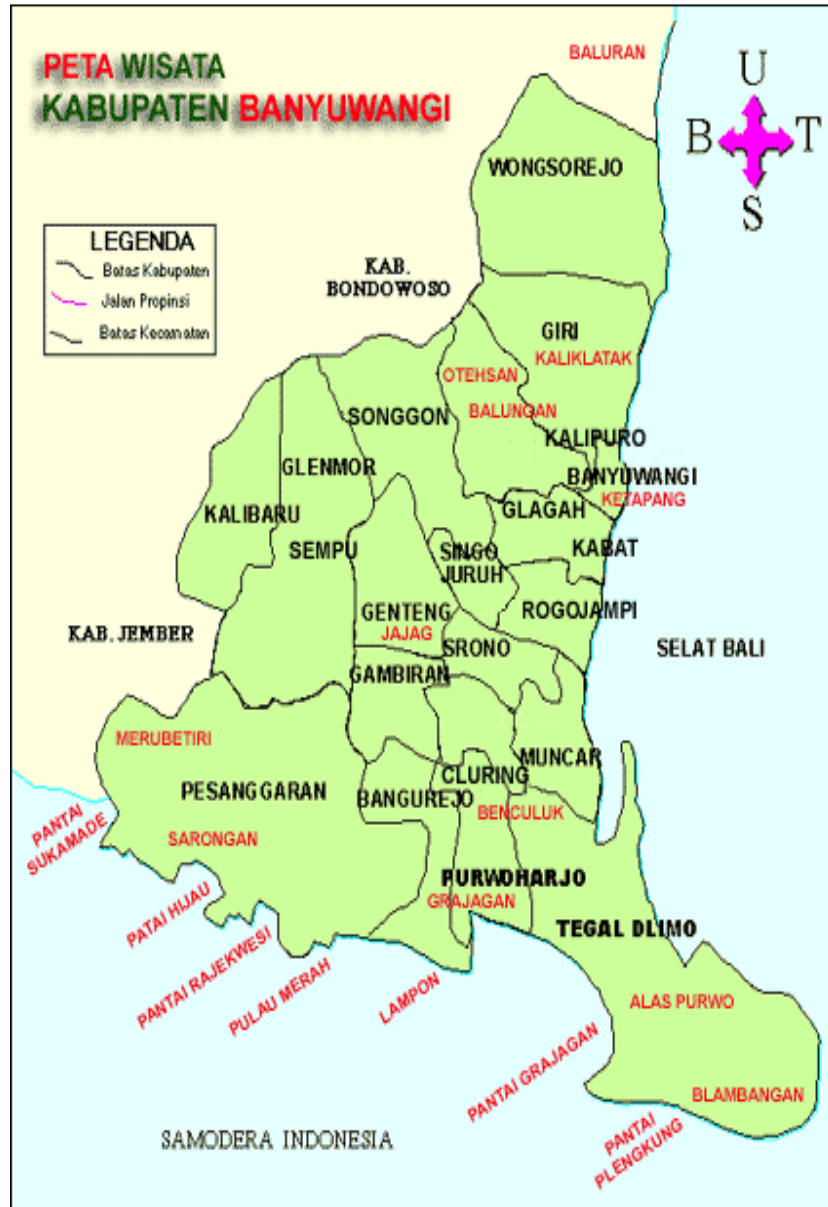 PETA WISATA
KABUPATEN BANYUWANGI
BALURAN
U
B T
S
WONGSOREJO
LEGENDA
Batas Kabupaten
Jalan Propinsi
Batas Kecamatan
KAB.
BONDOWOSO
GIRI
KALIKLATAK
OTEHSAN
BALUNGAN
SONGGON
KALIPURO
GLENMOR
BANYUWANGI
KETAPANG
KALIBARU
GLAGAH
SEMPU
SINGO
JURUH
KABAT
GENTENG
JAJAG
ROGOJAMPI
KAB. JEMBER
SRONO
SELAT BALI
GAMBIRAN
MERUBETIRI
MUNCAR
PESANGGARAN
CLURING
BANGUREJO
BENCULUK
PANTAI
SUKAMADE
SARONGAN
PURWOHARJO
GRAJAGAN
TEGAL DLIMO
PATAI HIJAU
PANTAI RAJEKWESI
PULAU MERAH
LAMPON
ALAS PURWO
PANTAI GRAJAGAN
BLAMBANGAN
PANTAI
PLENGKUNG
SAMODERA INDONESIA